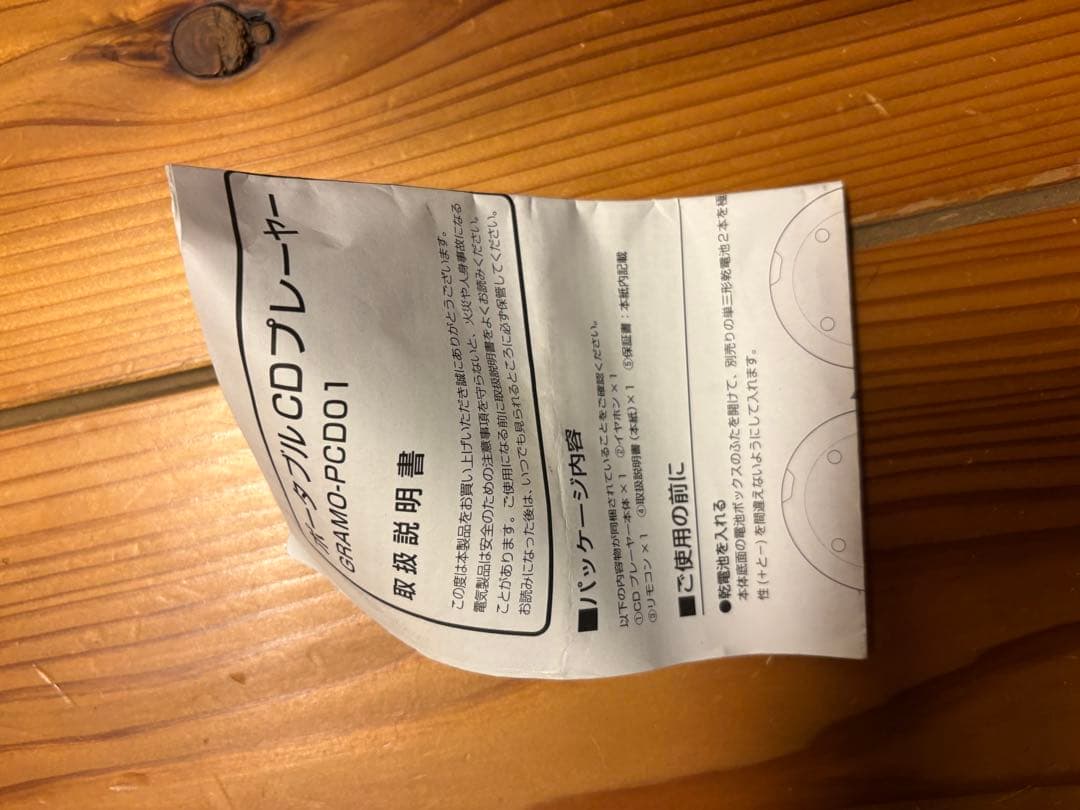 ポータブルCDプレーヤー
GRAMO-PCD01
取扱説明書
この度は本製品をお買い上げいただき誠にありがとうございます。
電気製品は安全のための注意事項を守らないと、火災や人身事故になる
ことがあります。ご使用になる前に取扱説明書をよくお読みください。
お読みになった後は、いつでも見られるところに必ず保管してください。
■パッケージ内容
以下の内容物が同梱されていることをご確認ください。
①CDプレーヤー本体×1 ②イヤホン×1
③リモコン×1 ④取扱説明書(本紙)×1 ⑤保証書:本紙内記載
■ご使用の前に
●乾電池を入れる
本体底面の電池ボックスのふたを開けて、別売りの単三形乾電池2本を極
性(+とー)を間違えないようにして入れます。